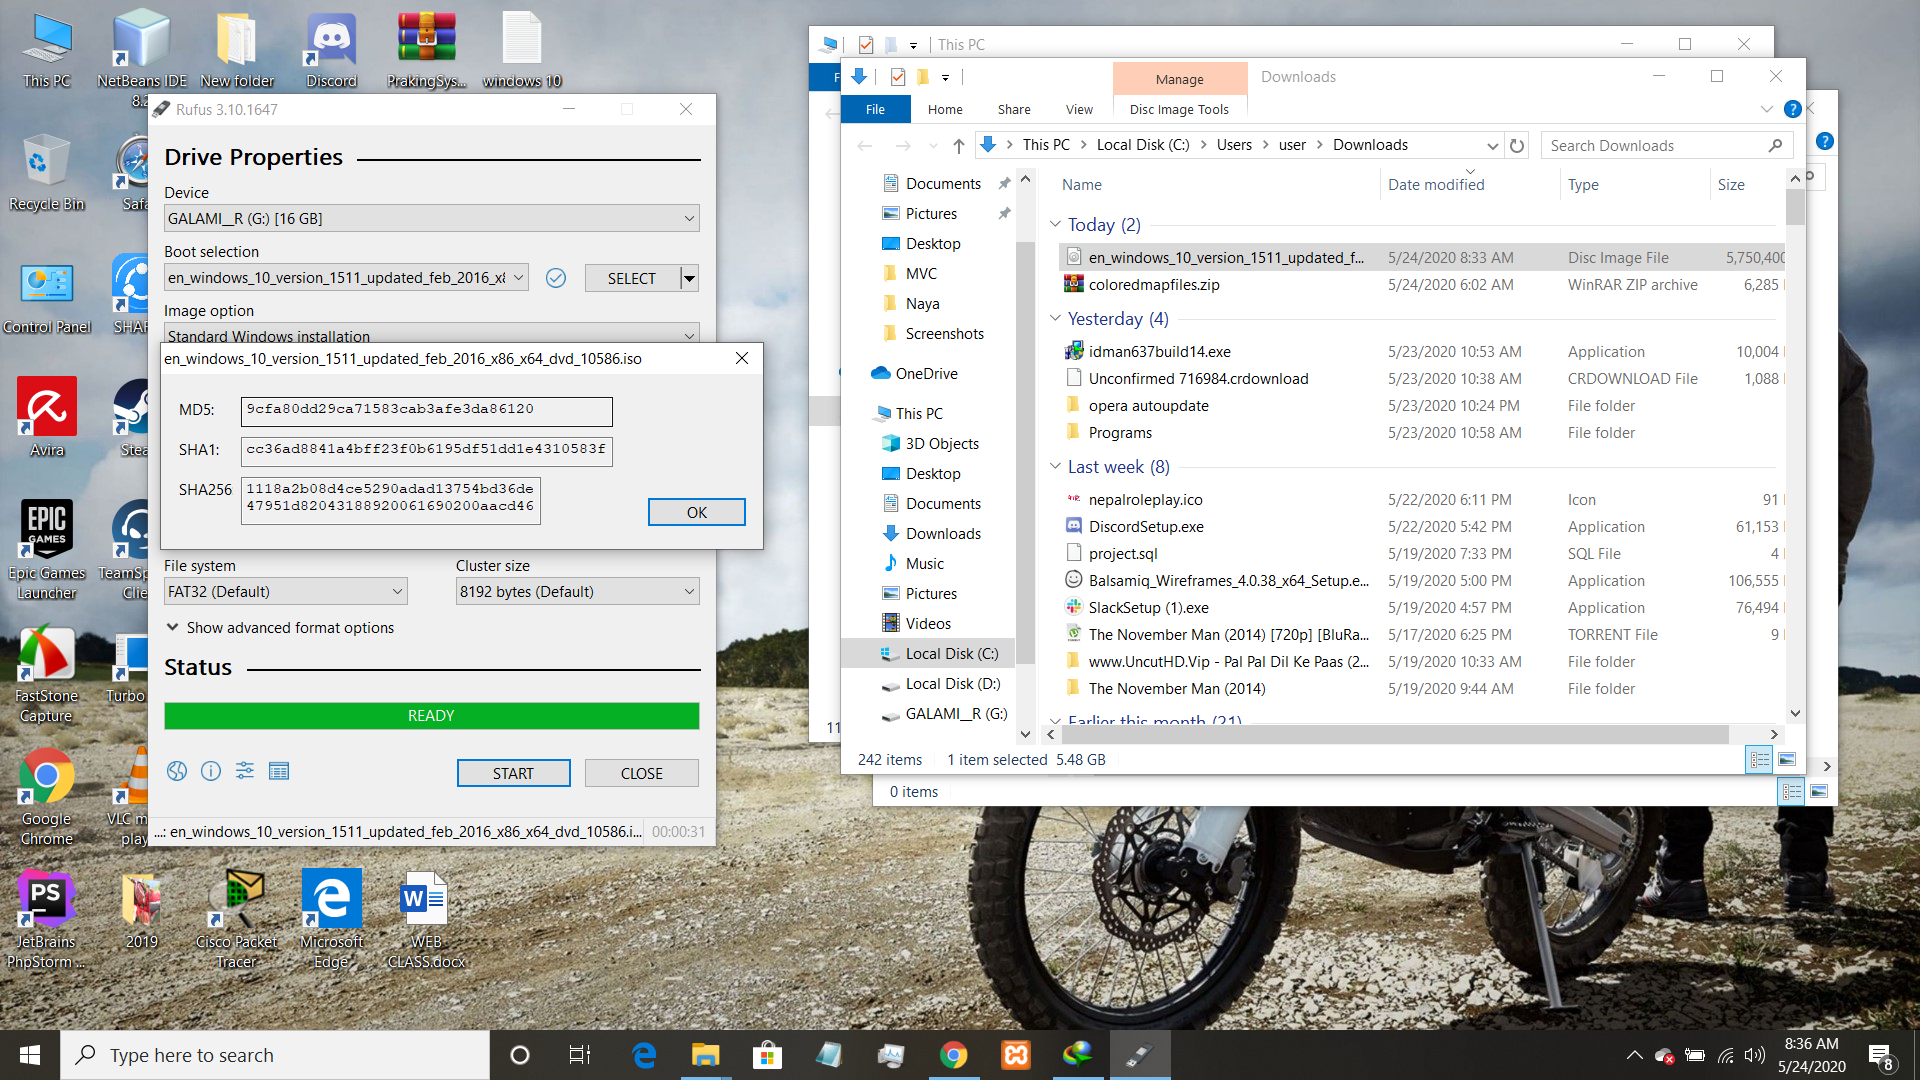 This PC
NetBeans IDE
8.2
New folder
Discord
PrakingSys...
windows 10
Recycle Bin
Control Panel
Avira
EPIC
GAMES
Epic Games
Launcher
FastStone
Capture
Google
Chrome
PS
JetBrains
PhpStorm ...
2019
Cisco Packet
Tracer
Microsoft
Edge
WEB
CLASS.docx
Rufus 3.10.1647
Drive Properties
Device
GALAMI__R (G:) [16 GB]
Boot selection
en_windows_10_version_1511_updated_feb_2016_x8
SELECT
Image option
Standard Windows installation
en_windows_10_version_1511_updated_feb_2016_x86_x64_dvd_10586.iso
MD5:
9cfa80dd29ca71583cab3afe3da86120
SHA1:
cc36ad8841a4bff23f0b6195df51dd1e4310583f
SHA256
1118a2b08d4ce5290adad13754bd36de
47951d82043188920061690200aacd46
OK
File system
Cluster size
FAT32 (Default)
8192 bytes (Default)
Show advanced format options
Status
READY
START
CLOSE
...: en_windows_10_version_1511_updated_feb_2016_x86_x64_dvd_10586.i...
00:00:31
This PC
Manage
Downloads
File
Home
Share
View
Disc Image Tools
This PC > Local Disk (C:) > Users > user > Downloads
Search Downloads
Documents
Pictures
Desktop
MVC
Naya
Screenshots
OneDrive
This PC
3D Objects
Desktop
Documents
Downloads
Music
Pictures
Videos
Local Disk (C:)
Local Disk (D:)
GALAMI__R (G:)
Name Date modified Type Size
Today (2)
en_windows_10_version_1511_updated_f... 5/24/2020 8:33 AM Disc Image File 5,750,400
coloredmapfiles.zip 5/24/2020 6:02 AM WinRAR ZIP archive 6,285
Yesterday (4)
idman637build14.exe 5/23/2020 10:53 AM Application 10,004
Unconfirmed 716984.crdownload 5/23/2020 10:38 AM CRDOWNLOAD File 1,088
opera autoupdate 5/23/2020 10:24 PM File folder
Programs 5/23/2020 10:58 AM File folder
Last week (8)
nepalroleplay.ico 5/22/2020 6:11 PM Icon 91
DiscordSetup.exe 5/22/2020 5:42 PM Application 61,153
project.sql 5/19/2020 7:33 PM SQL File 4
Balsamiq_Wireframes_4.0.38_x64_Setup.e... 5/19/2020 5:00 PM Application 106,555
SlackSetup (1).exe 5/19/2020 4:57 PM Application 76,494
The November Man (2014) [720p] [BluRa... 5/17/2020 6:25 PM TORRENT File 9
www.UncutHD.Vip - Pal Pal Dil Ke Paas (2... 5/19/2020 10:33 AM File folder
The November Man (2014) 5/19/2020 9:44 AM File folder
Earlier this month (21)
242 items
1 item selected 5.48 GB
0 items
11
Type here to search
8:36 AM
5/24/2020
8